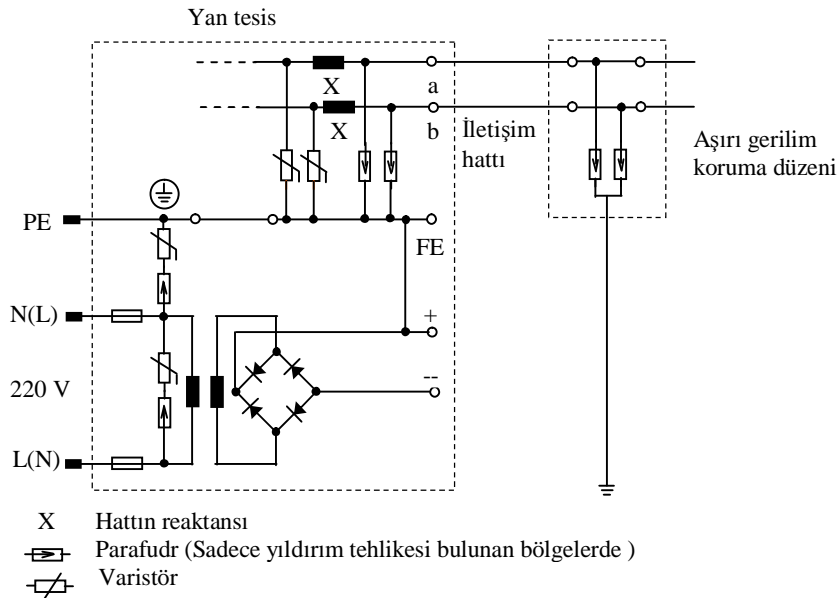 Yan tesis
X
a
X
b
İletişim
hattı
Aşırı gerilim
koruma düzeni
PE
FE
N(L)
+
220 V
--
L(N)
X Hattın reaktansı
Parafudr (Sadece yıldırım tehlikesi bulunan bölgelerde )
Varistör